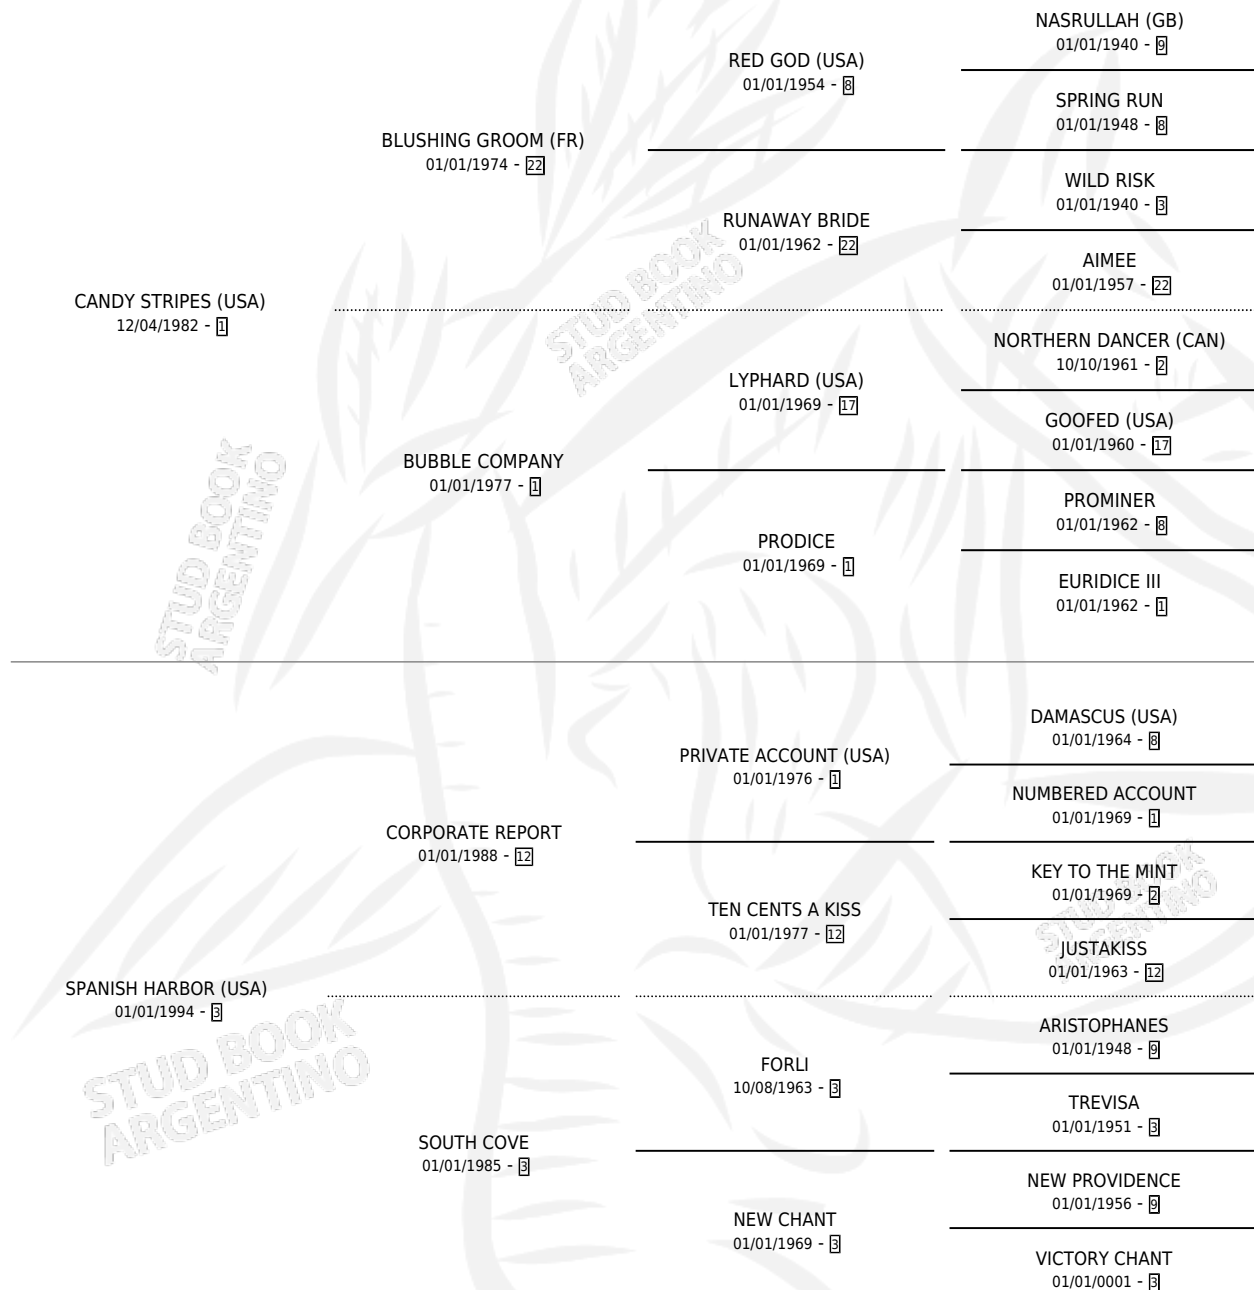 NASRULLAH (GB)
01/01/1940 - 9
RED GOD (USA)
01/01/1954 - 8
SPRING RUN
01/01/1948 - 8
BLUSHING GROOM (FR)
01/01/1974 - 22
WILD RISK
01/01/1940 - 3
RUNAWAY BRIDE
01/01/1962 - 22
AIMEE
01/01/1957 - 22
CANDY STRIPES (USA)
12/04/1982 - 1
NORTHERN DANCER (CAN)
10/10/1961 - 2
LYPHARD (USA)
01/01/1969 - 17
GOOFED (USA)
01/01/1960 - 17
BUBBLE COMPANY
01/01/1977 - 1
PROMINER
01/01/1962 - 8
PRODICE
01/01/1969 - 1
EURIDICE III
01/01/1962 - 1
DAMASCUS (USA)
01/01/1964 - 8
PRIVATE ACCOUNT (USA)
01/01/1976 - 1
NUMBERED ACCOUNT
01/01/1969 - 1
CORPORATE REPORT
01/01/1988 - 12
KEY TO THE MINT
01/01/1969 - 2
TEN CENTS A KISS
01/01/1977 - 12
JUSTAKISS
01/01/1963 - 12
SPANISH HARBOR (USA)
01/01/1994 - 3
ARISTOPHANES
01/01/1948 - 9
FORLI
10/08/1963 - 3
TREVISA
01/01/1951 - 3
SOUTH COVE
01/01/1985 - 3
NEW PROVIDENCE
01/01/1956 - 9
NEW CHANT
01/01/1969 - 3
VICTORY CHANT
01/01/0001 - 3
STUD BOOK
ARGENTINO
STUD BOOK
ARGENTINO
STUD BOOK
ARGENTINO
STUD BOOK
ARGENTINO